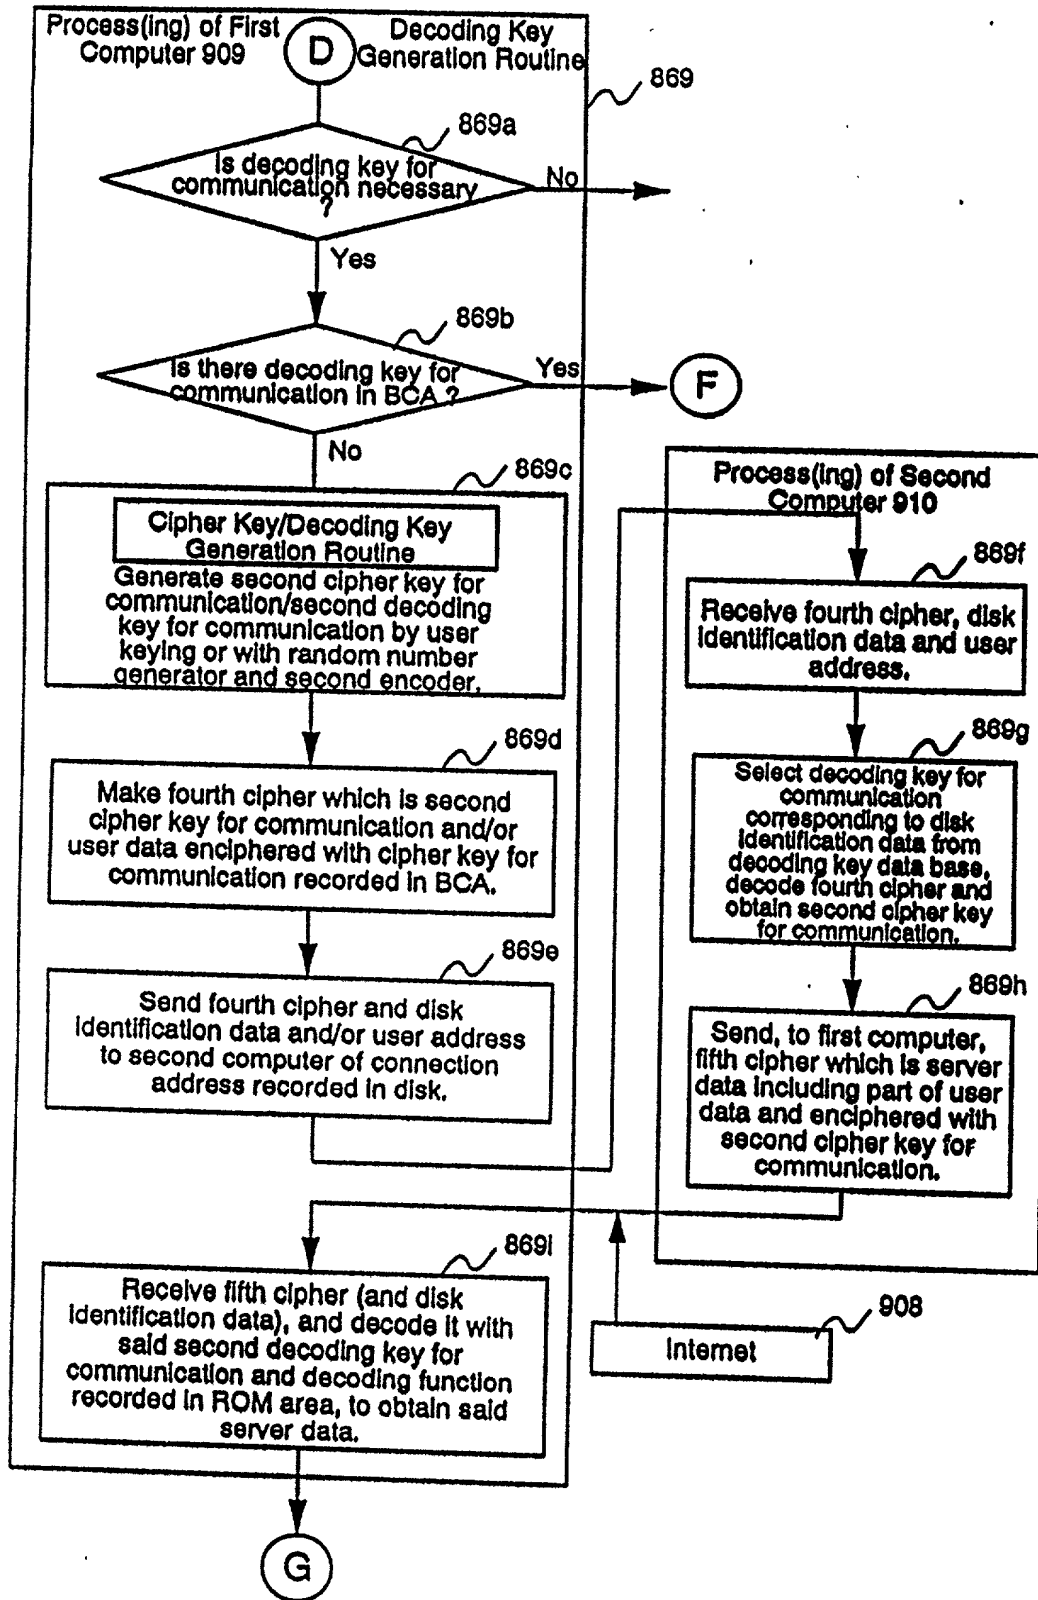 Process(ing) of First
Computer 909
D
Decoding Key
Generation Routine
869
869a
Is decoding key for
communication necessary
?
No
Yes
869b
Is there decoding key for
communication in BCA ?
Yes
F
No
869c
Cipher Key/Decoding Key
Generation Routine
Generate second cipher key for
communication/second decoding
key for communication by user
keying or with random number
generator and second encoder.
869d
Make fourth cipher which is second
cipher key for communication and/or
user data enciphered with cipher key for
communication recorded in BCA.
869e
Send fourth cipher and disk
identification data and/or user address
to second computer of connection
address recorded in disk.
Process(ing) of Second
Computer 910
869f
Receive fourth cipher, disk
identification data and user
address.
869g
Select decoding key for
communication
corresponding to disk
identification data from
decoding key data base,
decode fourth cipher and
obtain second cipher key
for communication.
869h
Send, to first computer,
fifth cipher which is server
data including part of user
data and enciphered with
second cipher key for
communication.
869i
Receive fifth cipher (and disk
identification data), and decode it with
said second decoding key for
communication and decoding function
recorded in ROM area, to obtain said
server data.
908
Internet
G